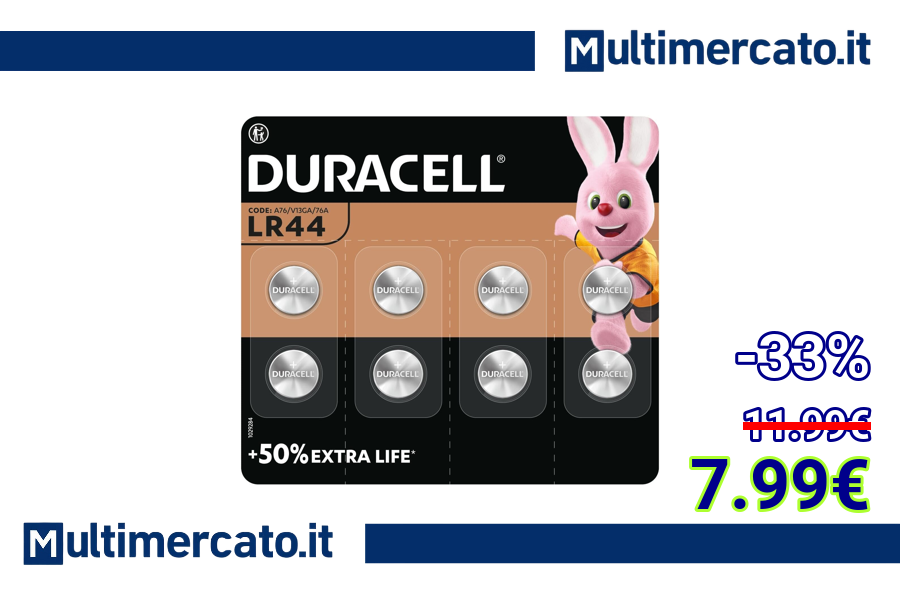 Multimercato.it
DURACELL®
CODE: A76/V13GA/76A
LR44
DURACELL DURACELL DURACELL DURACELL
DURACELL DURACELL DURACELL DURACELL
1029284
+50% EXTRA LIFE*
-33%
11.99€
7.99€
Multimercato.it